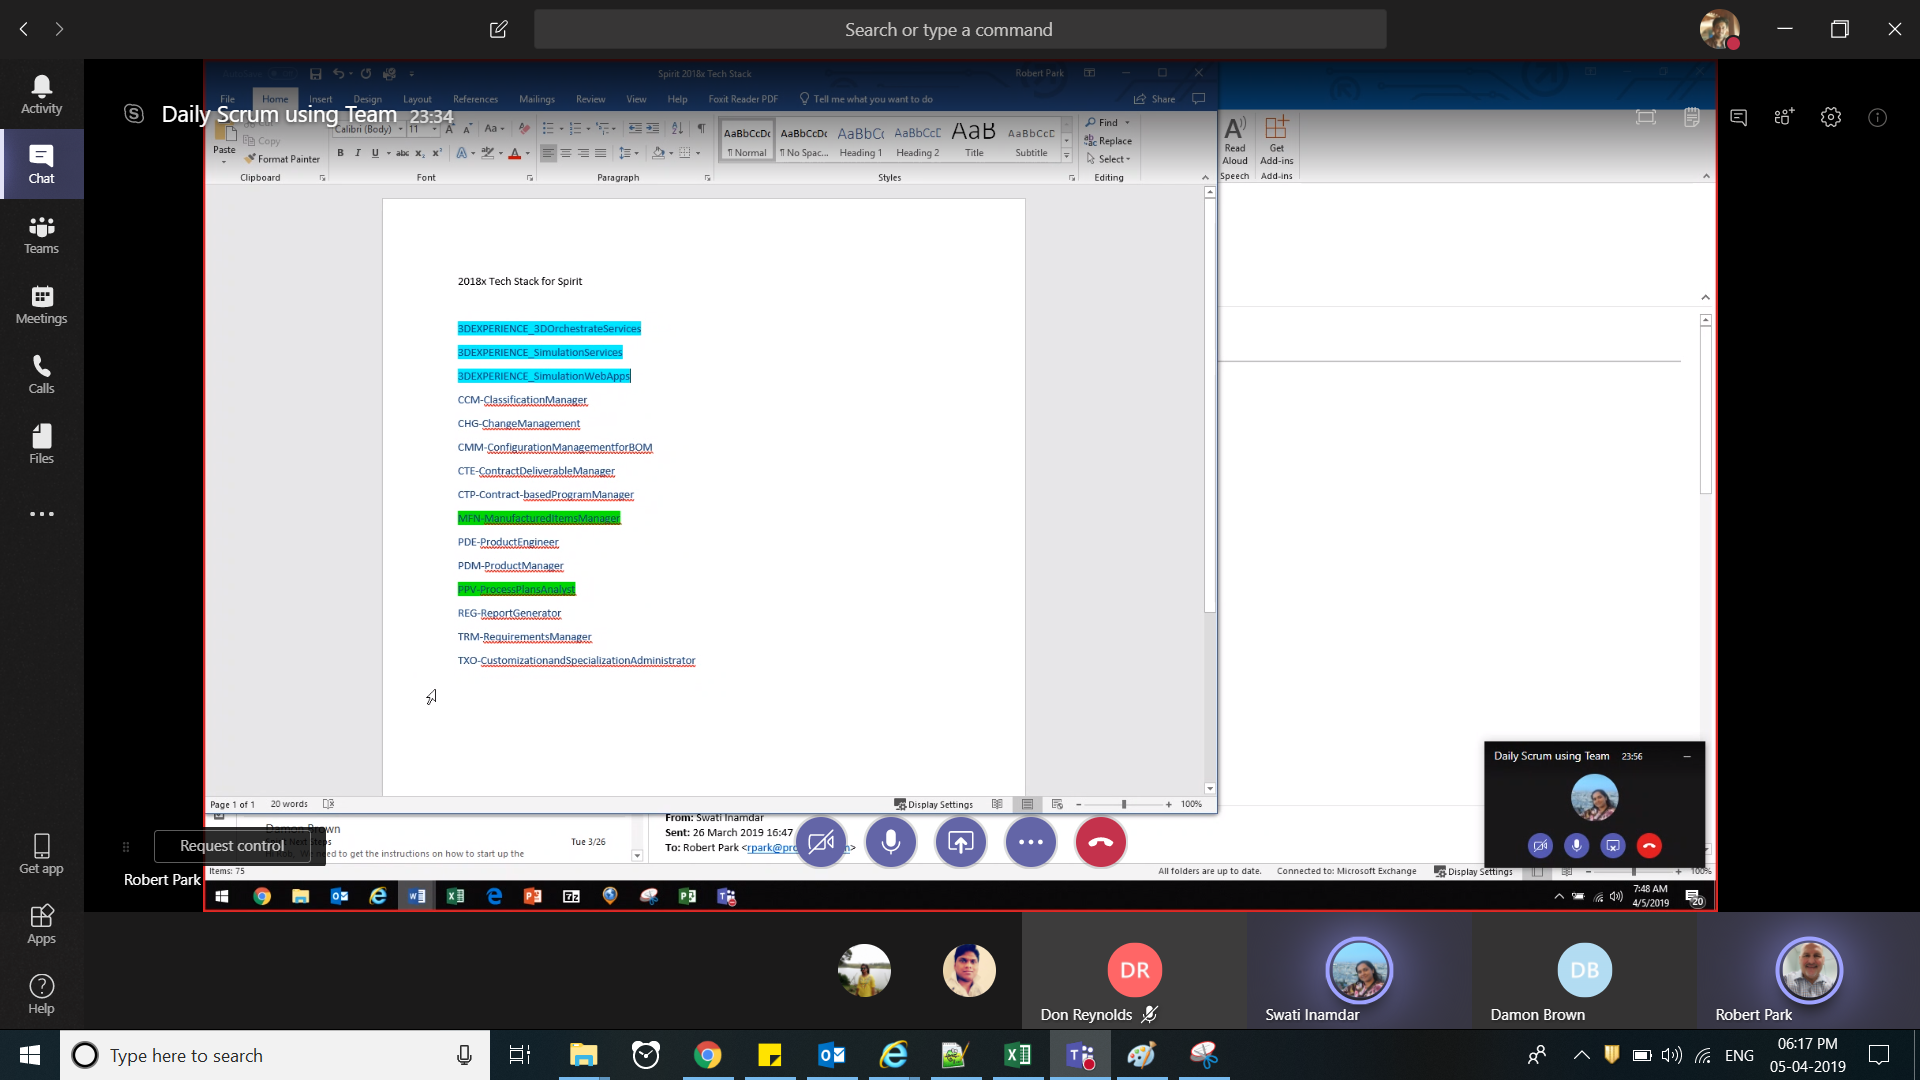 Search or type a command
Activity
Chat
Teams
Meetings
Calls
Files
Get app
Apps
Help
Daily Scrum using Team 23:34
Spirit 2018x Tech Stack
Robert Park
File Home Insert Design Layout References Mailings Review View Help Foxit Reader PDF Tell me what you want to do
Share
Paste
Copy
Format Painter
Clipboard
Calibri (Body) 11
Font
Paragraph
AaBbCcDc AaBbCcDc AaBbCc AaBbCcD AaB AaBbCcD
¶ Normal ¶ No Spac... Heading 1 Heading 2 Title Subtitle
Styles
Find
Replace
Select
Editing
Read Aloud
Speech
Get Add-ins
Add-ins
2018x Tech Stack for Spirit
3DEXPERIENCE_3DOrchestrateServices
3DEXPERIENCE_SimulationServices
3DEXPERIENCE_SimulationWebApps
CCM-ClassificationManager
CHG-ChangeManagement
CMM-ConfigurationManagementforBOM
CTE-ContractDeliverableManager
CTP-Contract-basedProgramManager
MFN-ManufacturedItemsManager
PDE-ProductEngineer
PDM-ProductManager
PPV-ProcessPlansAnalyst
REG-ReportGenerator
TRM-RequirementsManager
TXO-CustomizationandSpecializationAdministrator
Page 1 of 1 20 words
Display Settings
100%
Daily Scrum using Team 23:56
Damon Brown
Next Steps
Tue 3/26
need to get the instructions on how to start up the
Request control
Robert Park
From: Swati Inamdar
Sent: 26 March 2019 16:47
To: Robert Park
Items: 75
All folders are up to date. Connected to: Microsoft Exchange Display Settings 100%
7:48 AM
4/5/2019
20
DR
Don Reynolds
Swati Inamdar
DB
Damon Brown
Robert Park
Type here to search
ENG
06:17 PM
05-04-2019